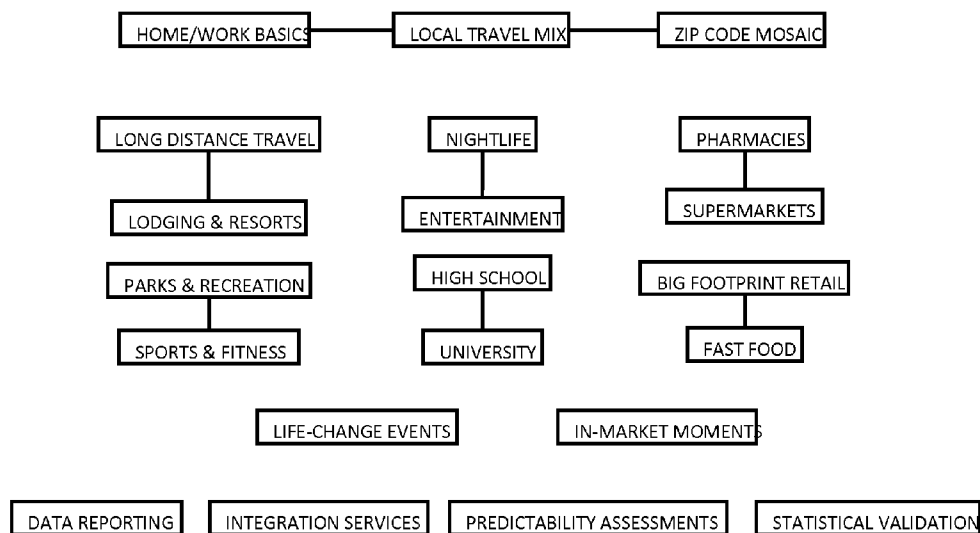 HOME/WORK BASICS
LOCAL TRAVEL MIX
ZIP CODE MOSAIC
LONG DISTANCE TRAVEL
NIGHTLIFE
PHARMACIES
LODGING & RESORTS
ENTERTAINMENT
SUPERMARKETS
PARKS & RECREATION
HIGH SCHOOL
BIG FOOTPRINT RETAIL
SPORTS & FITNESS
UNIVERSITY
FAST FOOD
LIFE-CHANGE EVENTS
IN-MARKET MOMENTS
DATA REPORTING
INTEGRATION SERVICES
PREDICTABILITY ASSESSMENTS
STATISTICAL VALIDATION